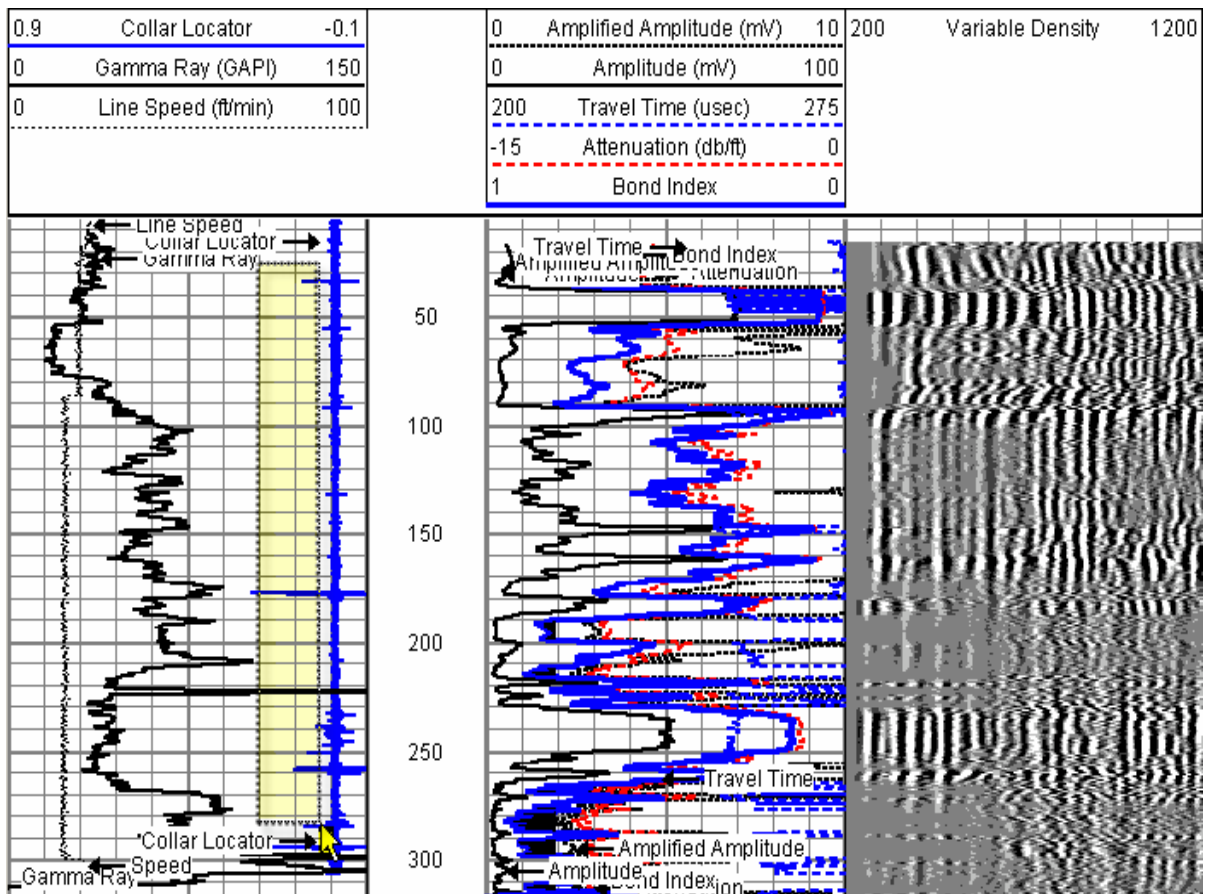 0.9 Collar Locator -0.1
0 Gamma Ray (GAPI) 150
0 Line Speed (ft/min) 100
0 Amplified Amplitude (mV) 10
0 Amplitude (mV) 100
200 Travel Time (usec) 275
-15 Attenuation (db/ft) 0
1 Bond Index 0
200 Variable Density 1200
Line Speed
Collar Locator
Gamma Ray
Travel Time
Bond Index
Attenuation
50
100
150
200
250
300
Travel Time
Collar Locator
Speed
Gamma Ray
Amplified Amplitude
Amplitude
Bond Index